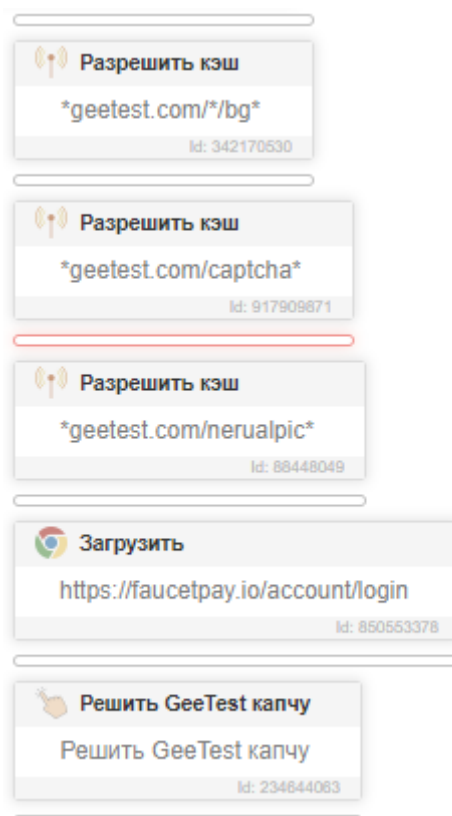 Разрешить кэш
*geetest.com/*/bg*
Id: 342170530
Разрешить кэш
*geetest.com/captcha*
Id: 917909871
Разрешить кэш
*geetest.com/nerualpic*
Id: 88448049
Загрузить
https://faucetpay.io/account/login
Id: 850553378
Решить GeeTest капчу
Решить GeeTest капчу
Id: 234644063